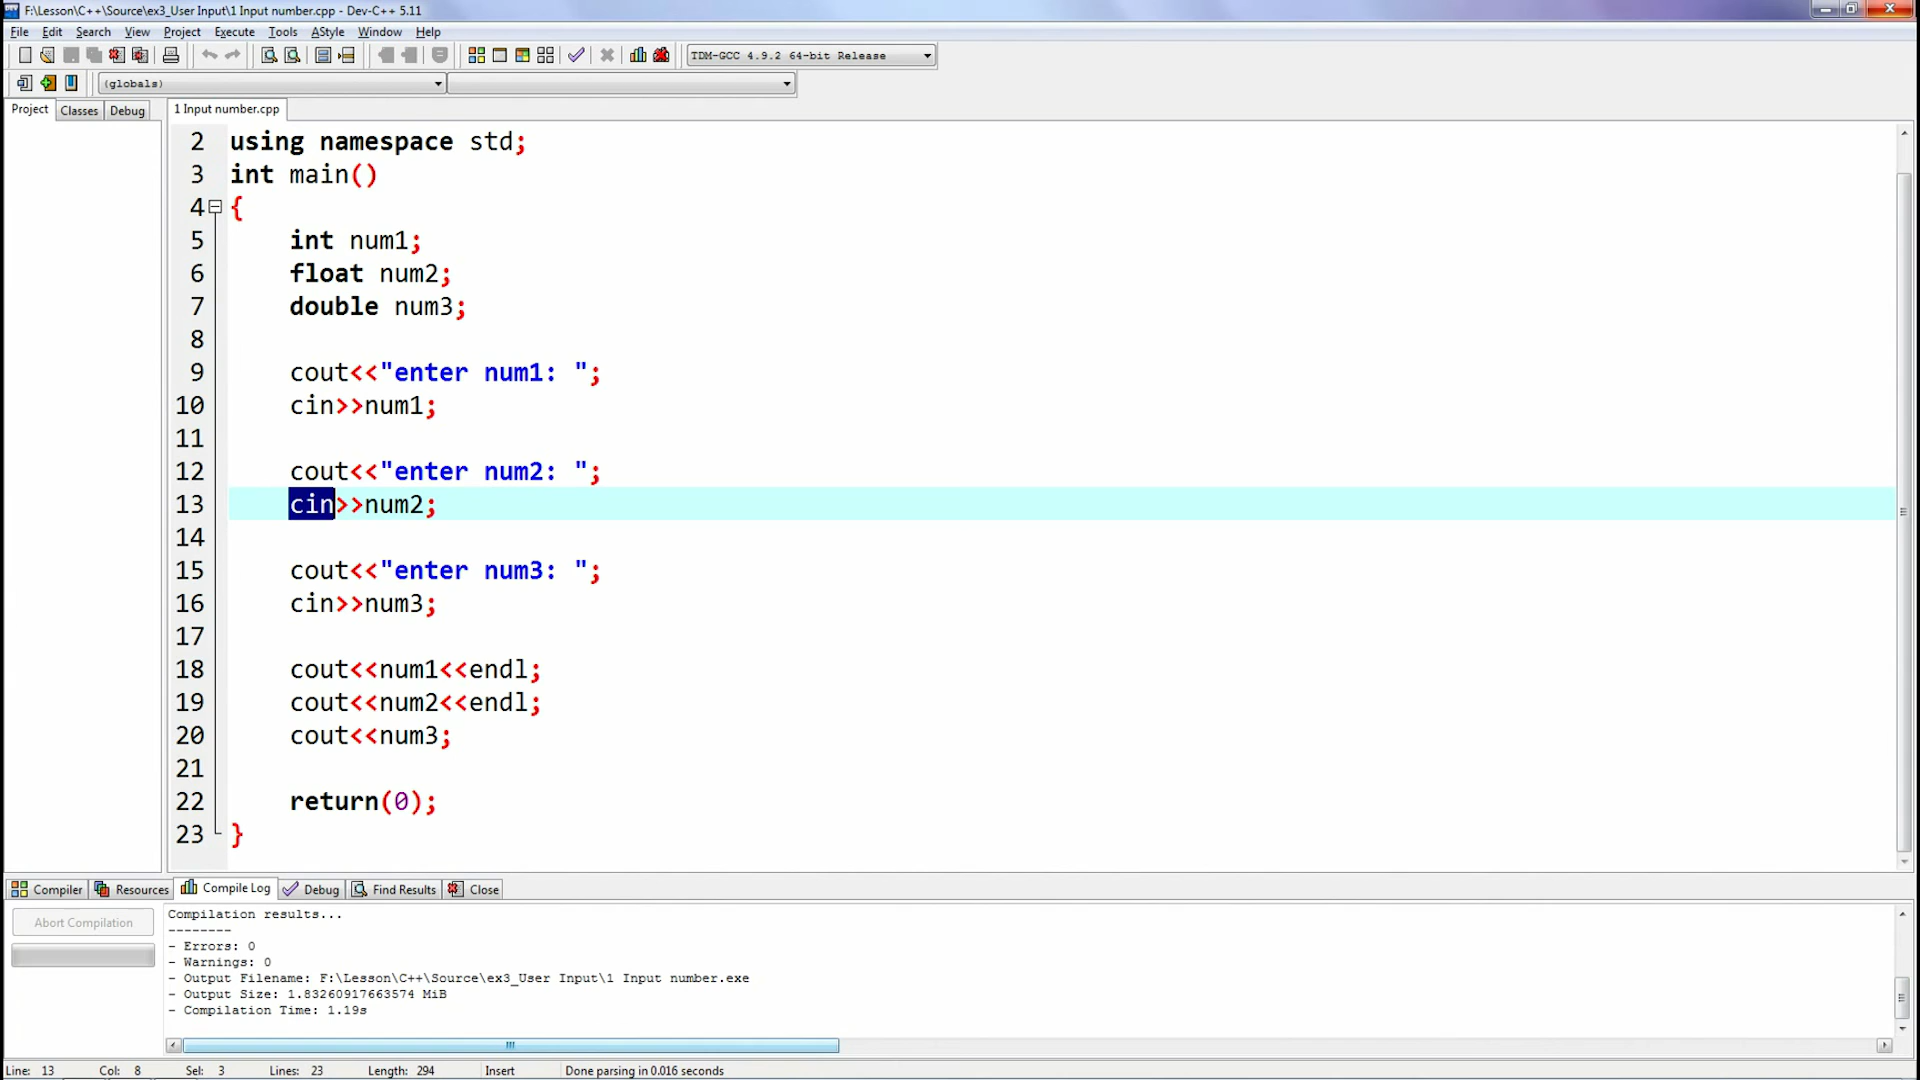 F:\Lesson\C++\Source\ex3_User Input\1 Input number.cpp - Dev-C++ 5.11
File Edit Search View Project Execute Tools AStyle Window Help
TDM-GCC 4.9.2 64-bit Release
(globals)
Project Classes Debug 1 Input number.cpp
2 using namespace std;
3 int main()
4 {
5 int num1;
6 float num2;
7 double num3;
8
9 cout<<"enter num1: ";
10 cin>>num1;
11
12 cout<<"enter num2: ";
13 cin>>num2;
14
15 cout<<"enter num3: ";
16 cin>>num3;
17
18 cout<<num1<<endl;
19 cout<<num2<<endl;
20 cout<<num3;
21
22 return(0);
23 }
Compiler Resources Compile Log Debug Find Results Close
Abort Compilation
Compilation results...
--------
- Errors: 0
- Warnings: 0
- Output Filename: F:\Lesson\C++\Source\ex3_User Input\1 Input number.exe
- Output Size: 1.83260917663574 MiB
- Compilation Time: 1.19s
Line: 13 Col: 8 Sel: 3 Lines: 23 Length: 294 Insert Done parsing in 0.016 seconds